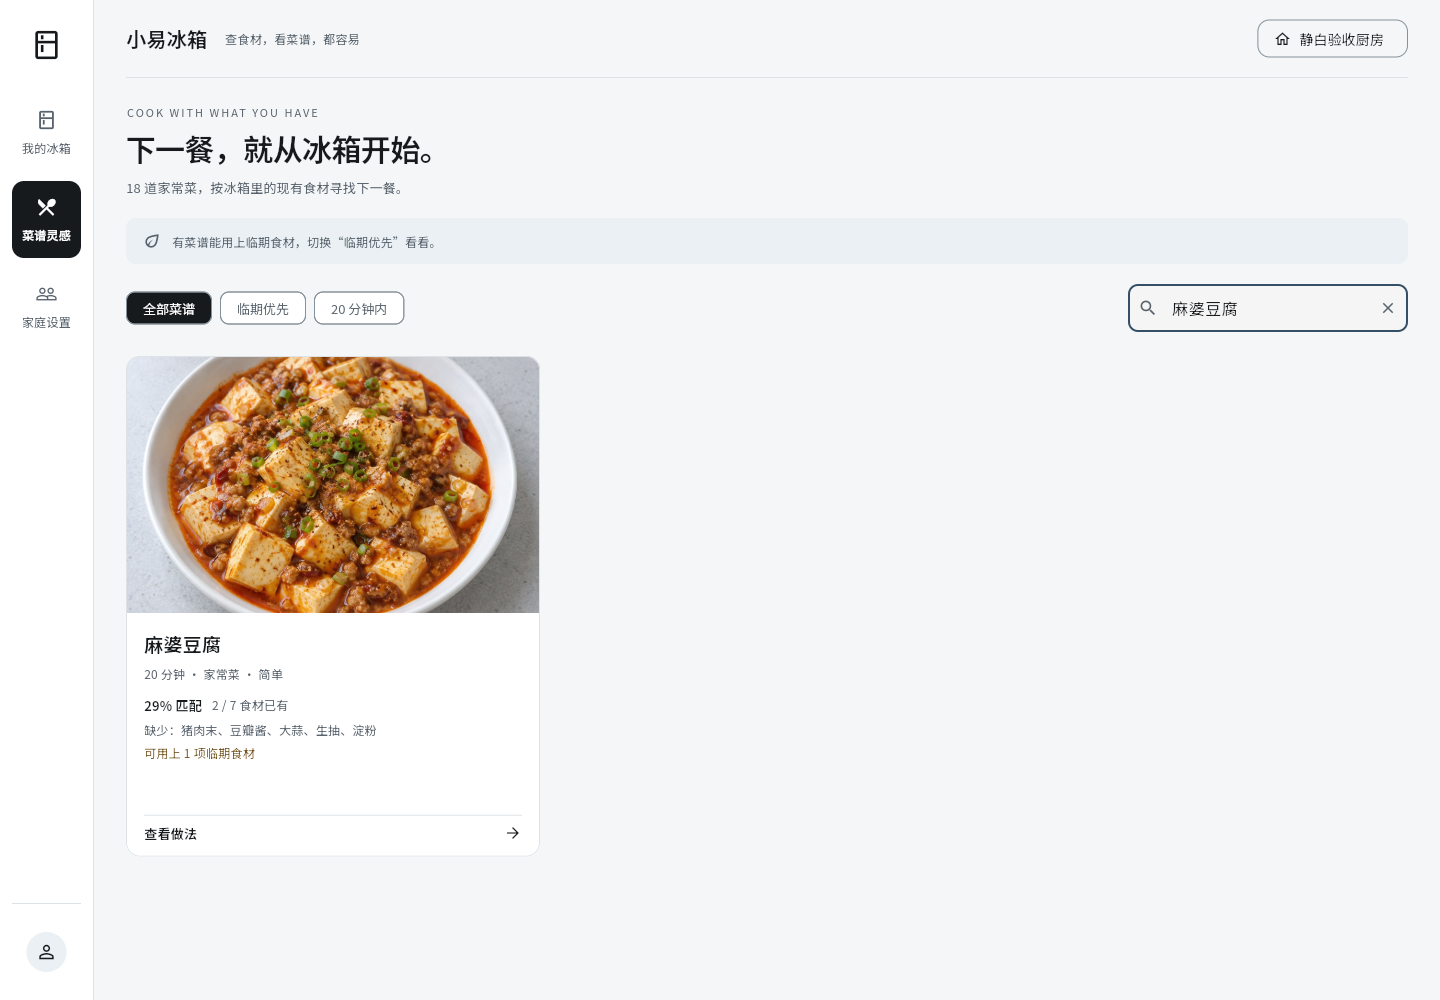 小易冰箱
查食材，看菜谱，都容易
静白验收厨房
我的冰箱
菜谱灵感
家庭设置
COOK WITH WHAT YOU HAVE
下一餐，就从冰箱开始。
18 道家常菜，按冰箱里的现有食材寻找下一餐。
有菜谱能用上临期食材，切换“临期优先”看看。
全部菜谱
临期优先
20 分钟内
麻婆豆腐
麻婆豆腐
20 分钟 · 家常菜 · 简单
29% 匹配 2 / 7 食材已有
缺少：猪肉末、豆瓣酱、大蒜、生抽、淀粉
可用上 1 项临期食材
查看做法